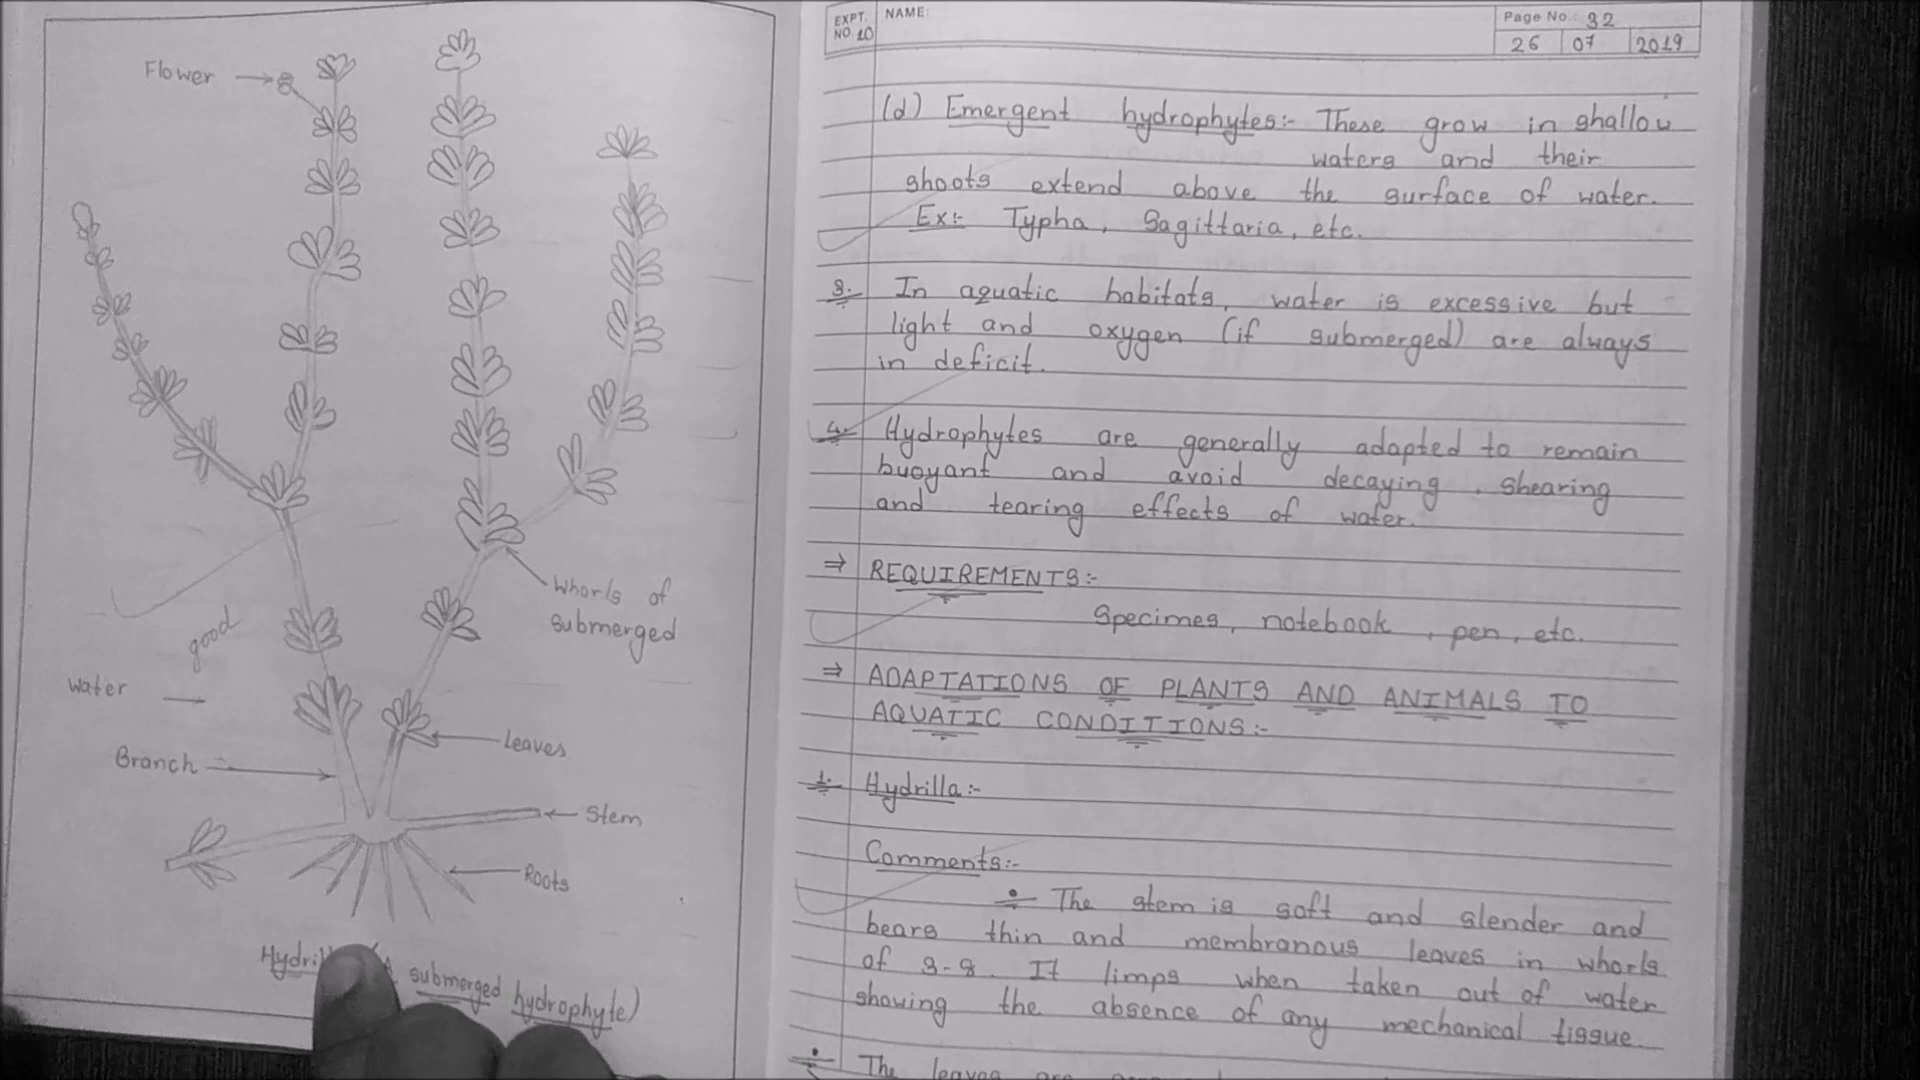 Flower
Whorls of
submerged
good
Water
Branch
Leaves
Stem
Roots
submerged hydrophyte)
EXPT. NO. 10
NAME:
Page No.: 32
26 07 2019
(d) Emergent hydrophytes:- These grow in shallow
waters and their
shoots extend above the surface of water.
Ex:- Typha, Sagittaria, etc.
3. In aquatic habitats, water is excessive but
light and oxygen (if submerged) are always
in deficit.
4. Hydrophytes are generally adapted to remain
buoyant and avoid decaying, shearing
and tearing effects of water.
⇒ REQUIREMENTS:-
Specimes, notebook, pen, etc.
⇒ ADAPTATIONS OF PLANTS AND ANIMALS TO
AQUATIC CONDITIONS:-
1. Hydrilla:-
Comments:-
The stem is soft and slender and
bears thin and membranous leaves in whorls
of 3-8. It limps when taken out of water
showing the absence of any mechanical tissue.
The leaves are